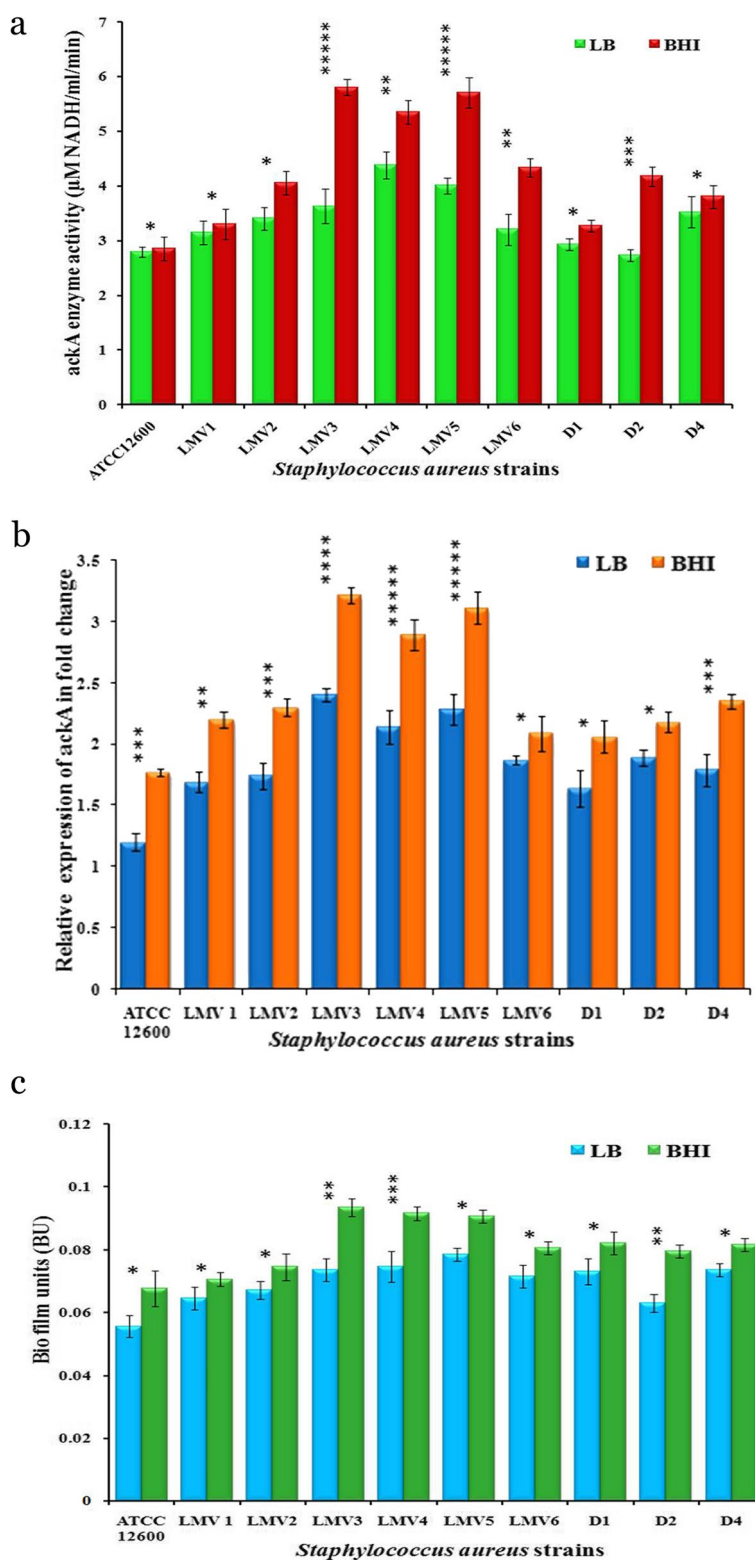 a
LB BHI
ackA enzyme activity (µM NADH/ml/min)
7
6
5
4
3
2
1
0
* * * ***** ** ***** ** * *** *
ATCC12600 LMV1 LMV2 LMV3 LMV4 LMV5 LMV6 D1 D2 D4
Staphylococcus aureus strains
b
LB BHI
Relative expression of ackA in fold change
3.5
3
2.5
2
1.5
1
0.5
0
*** ** *** **** ***** ***** * * * ***
ATCC 12600 LMV 1 LMV2 LMV3 LMV4 LMV5 LMV6 D1 D2 D4
Staphylococcus aureus strains
c
LB BHI
Bio film units (BU)
0.12
0.1
0.08
0.06
0.04
0.02
0
* * * ** *** * * * ** *
ATCC 12600 LMV 1 LMV2 LMV3 LMV4 LMV5 LMV6 D1 D2 D4
Staphylococcus aureus strains